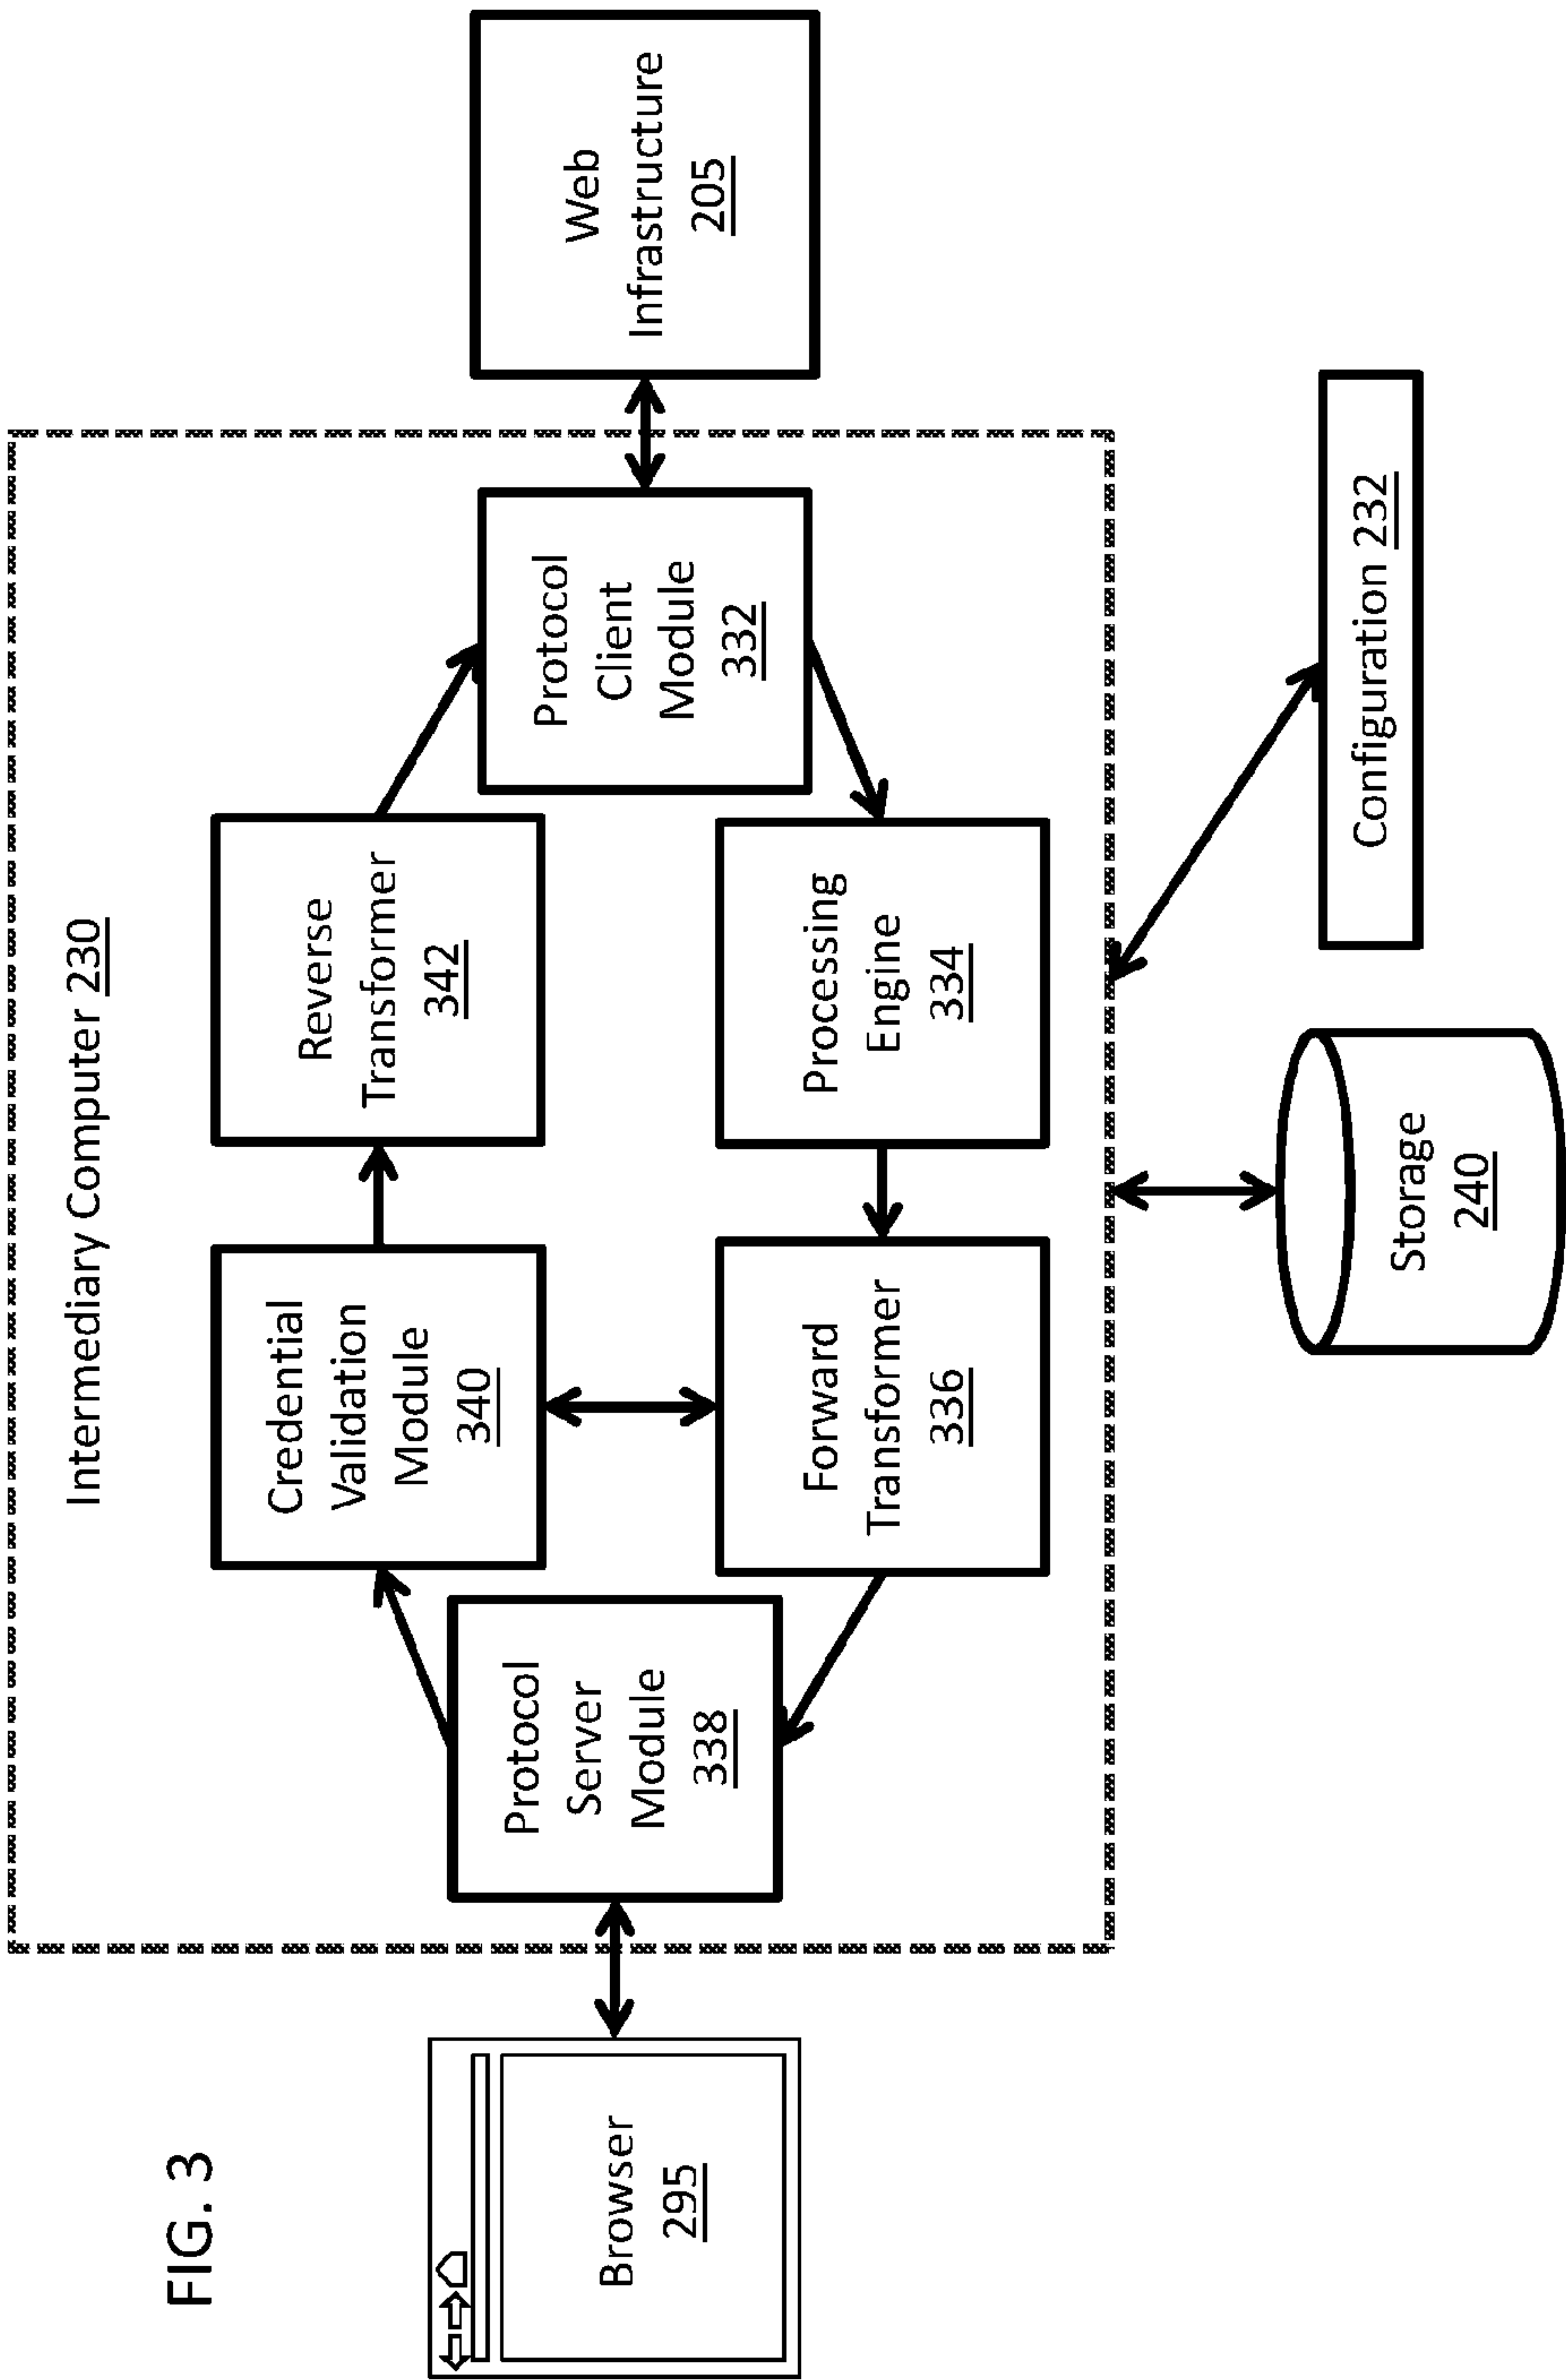 FIG. 3
Intermediary Computer 230
Browser
295
Protocol
Server
Module
338
Credential
Validation
Module
340
Reverse
Transformer
342
Protocol
Client
Module
332
Web
Infrastructure
205
Forward
Transformer
336
Processing
Engine
334
Storage
240
Configuration 232